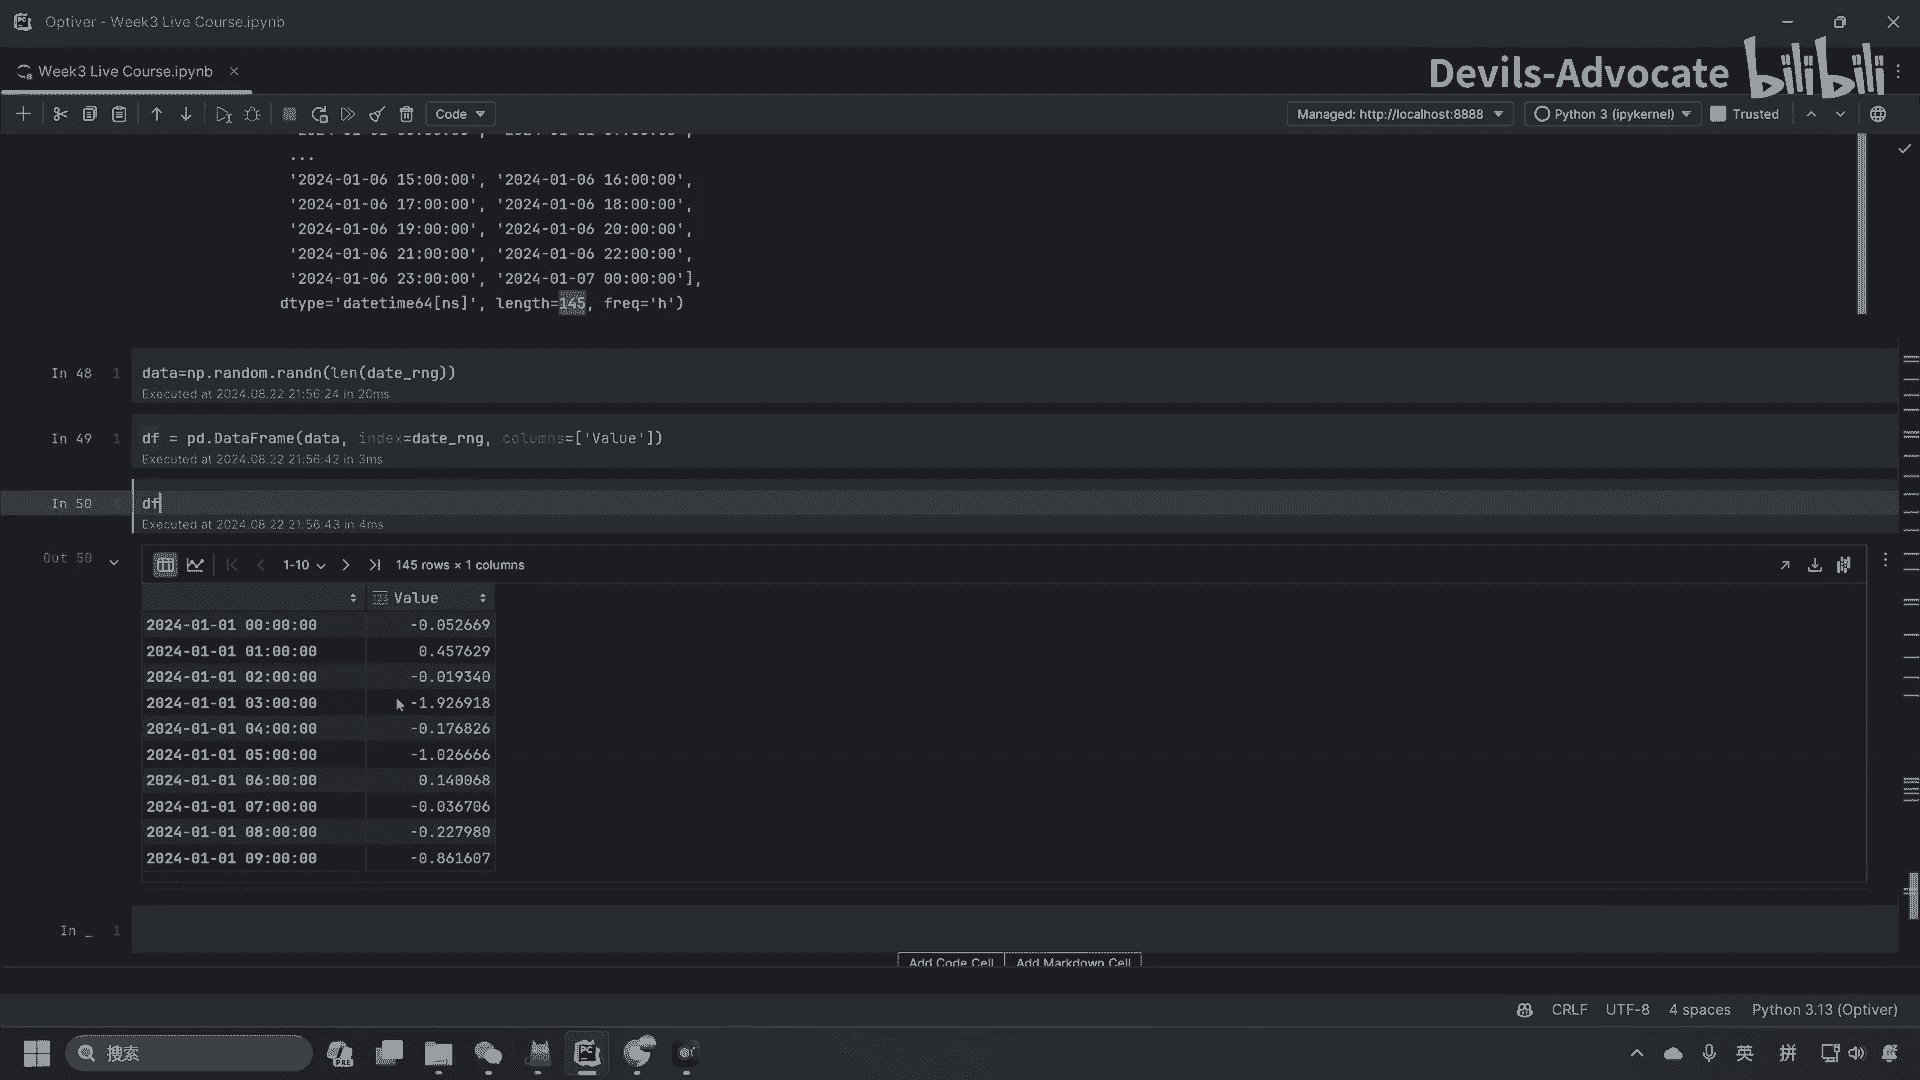 Optiver - Week3 Live Course.ipynb
Week3 Live Course.ipynb
Devils-Advocate bilibili
Code
Managed: http://localhost:8888
Python 3 (ipykernel)
Trusted
...
'2024-01-06 15:00:00', '2024-01-06 16:00:00',
'2024-01-06 17:00:00', '2024-01-06 18:00:00',
'2024-01-06 19:00:00', '2024-01-06 20:00:00',
'2024-01-06 21:00:00', '2024-01-06 22:00:00',
'2024-01-06 23:00:00', '2024-01-07 00:00:00'],
dtype='datetime64[ns]', length=145, freq='h')
In 48 1 data=np.random.randn(len(date_rng))
Executed at 2024.08.22 21:56:24 in 20ms
In 49 1 df = pd.DataFrame(data, index=date_rng, columns=['Value'])
Executed at 2024.08.22 21:56:42 in 3ms
In 50 df
Executed at 2024.08.22 21:56:43 in 4ms
Out 50
1-10
145 rows × 1 columns
123 Value
2024-01-01 00:00:00 -0.052669
2024-01-01 01:00:00 0.457629
2024-01-01 02:00:00 -0.019340
2024-01-01 03:00:00 -1.926918
2024-01-01 04:00:00 -0.176826
2024-01-01 05:00:00 -1.026666
2024-01-01 06:00:00 0.140068
2024-01-01 07:00:00 -0.036706
2024-01-01 08:00:00 -0.227980
2024-01-01 09:00:00 -0.861607
In _ 1
Add Code Cell Add Markdown Cell
CRLF UTF-8 4 spaces Python 3.13 (Optiver)
搜索
PRE
PC
英
拼